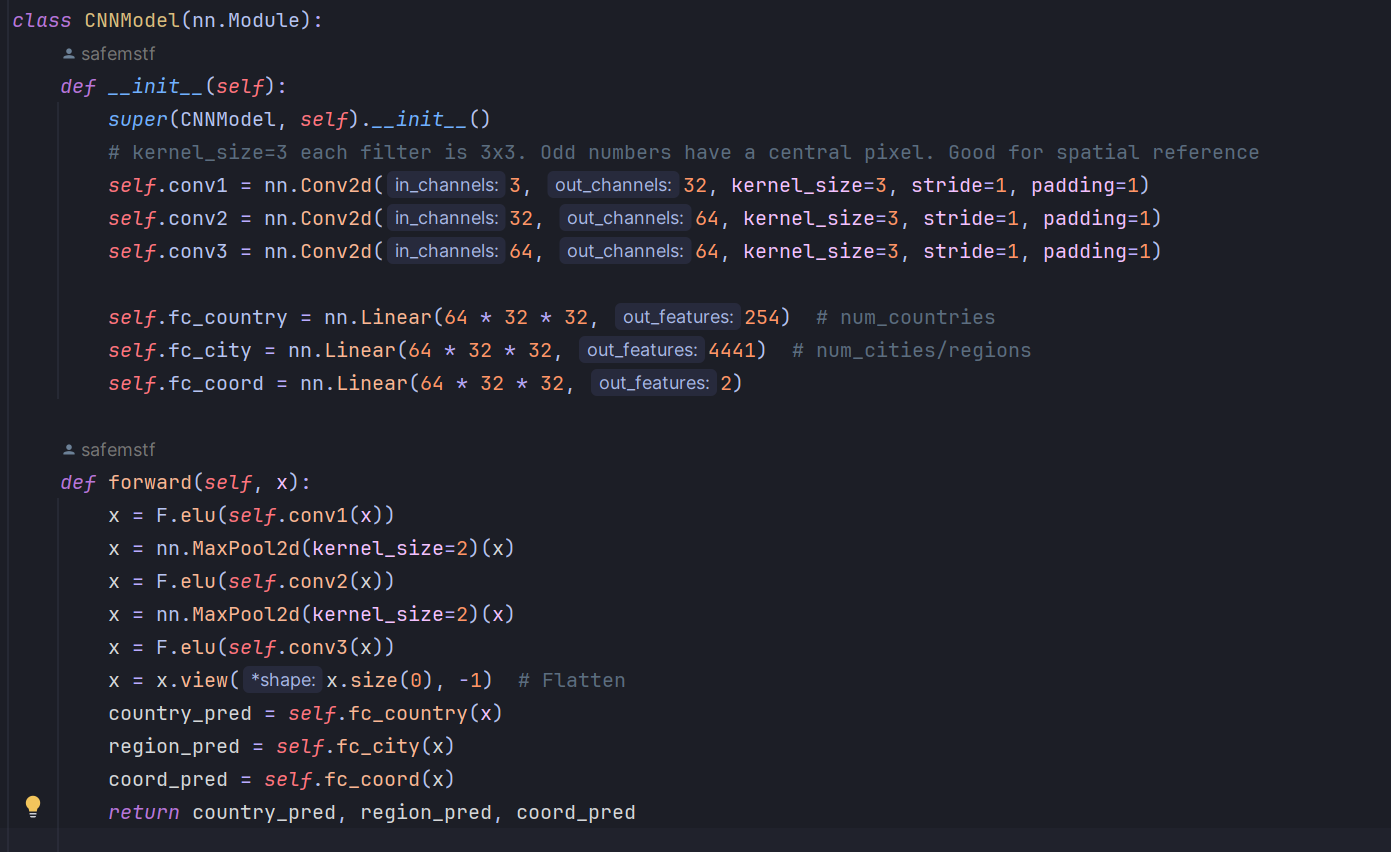 class CNNModel(nn.Module):
safemstf
def __init__(self):
super(CNNModel, self).__init__()
# kernel_size=3 each filter is 3x3. Odd numbers have a central pixel. Good for spatial reference
self.conv1 = nn.Conv2d( in_channels: 3, out_channels: 32, kernel_size=3, stride=1, padding=1)
self.conv2 = nn.Conv2d( in_channels: 32, out_channels: 64, kernel_size=3, stride=1, padding=1)
self.conv3 = nn.Conv2d( in_channels: 64, out_channels: 64, kernel_size=3, stride=1, padding=1)
self.fc_country = nn.Linear(64 * 32 * 32, out_features: 254)  # num_countries
self.fc_city = nn.Linear(64 * 32 * 32, out_features: 4441)  # num_cities/regions
self.fc_coord = nn.Linear(64 * 32 * 32, out_features: 2)
safemstf
def forward(self, x):
x = F.elu(self.conv1(x))
x = nn.MaxPool2d(kernel_size=2)(x)
x = F.elu(self.conv2(x))
x = nn.MaxPool2d(kernel_size=2)(x)
x = F.elu(self.conv3(x))
x = x.view( *shape: x.size(0), -1)  # Flatten
country_pred = self.fc_country(x)
region_pred = self.fc_city(x)
coord_pred = self.fc_coord(x)
return country_pred, region_pred, coord_pred